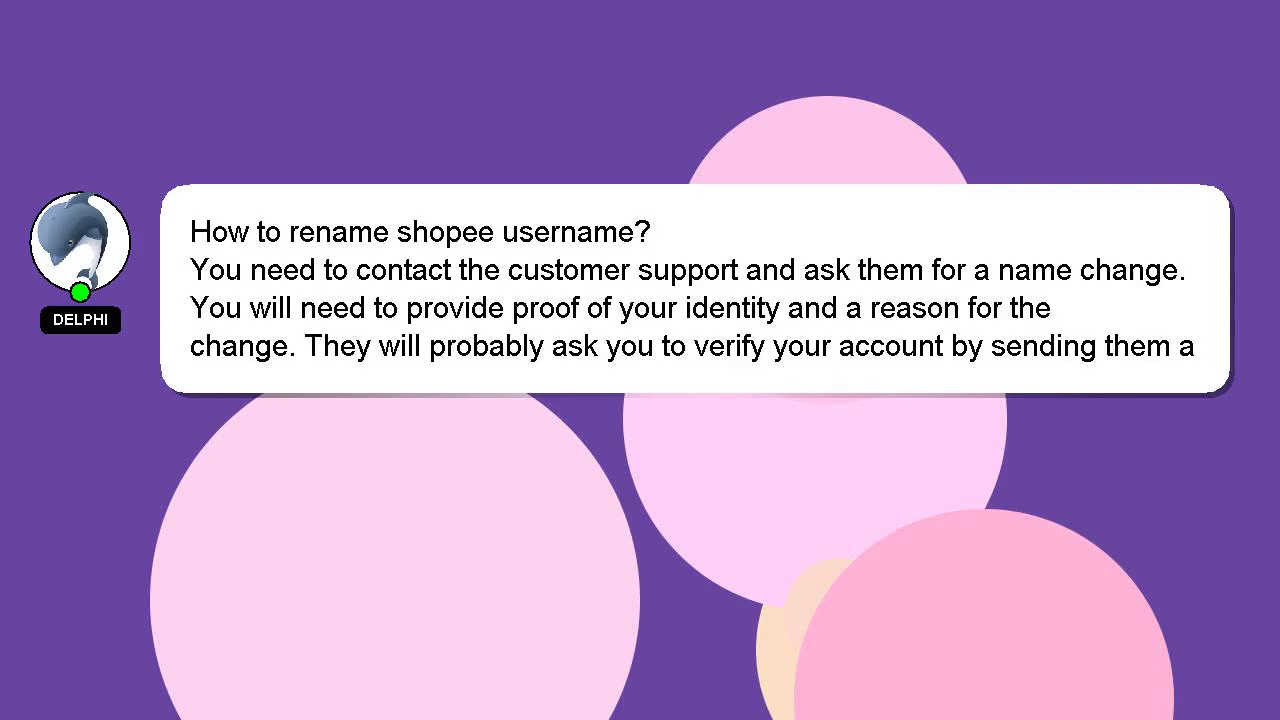 How to rename shopee username?
You need to contact the customer support and ask them for a name change.
You will need to provide proof of your identity and a reason for the
change. They will probably ask you to verify your account by sending them a
DELPHI